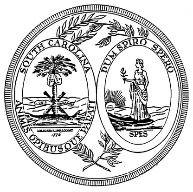 SOUTH CAROLINA
ANIMIS OPIBUSQUE PARATI
DUM SPIRO SPERO
SPES